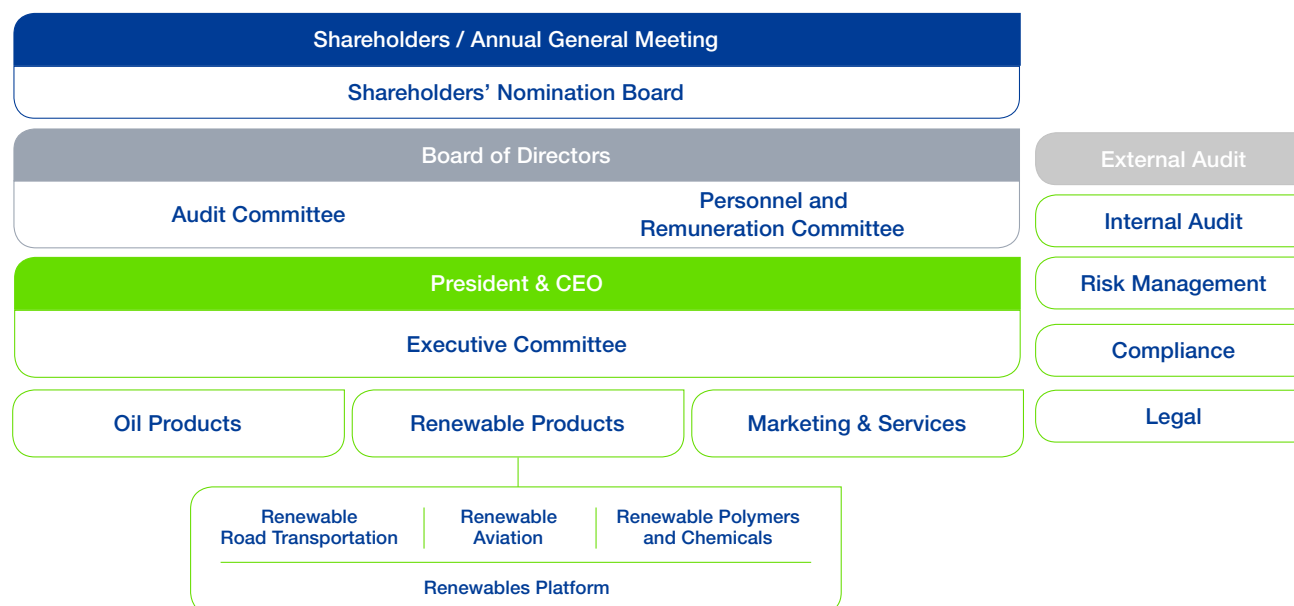 Shareholders / Annual General Meeting
Shareholders’ Nomination Board
Board of Directors
Audit Committee
Personnel and
Remuneration Committee
President & CEO
Executive Committee
Oil Products
Renewable Products
Marketing & Services
Renewable
Road Transportation
Renewable
Aviation
Renewable Polymers
and Chemicals
Renewables Platform
External Audit
Internal Audit
Risk Management
Compliance
Legal